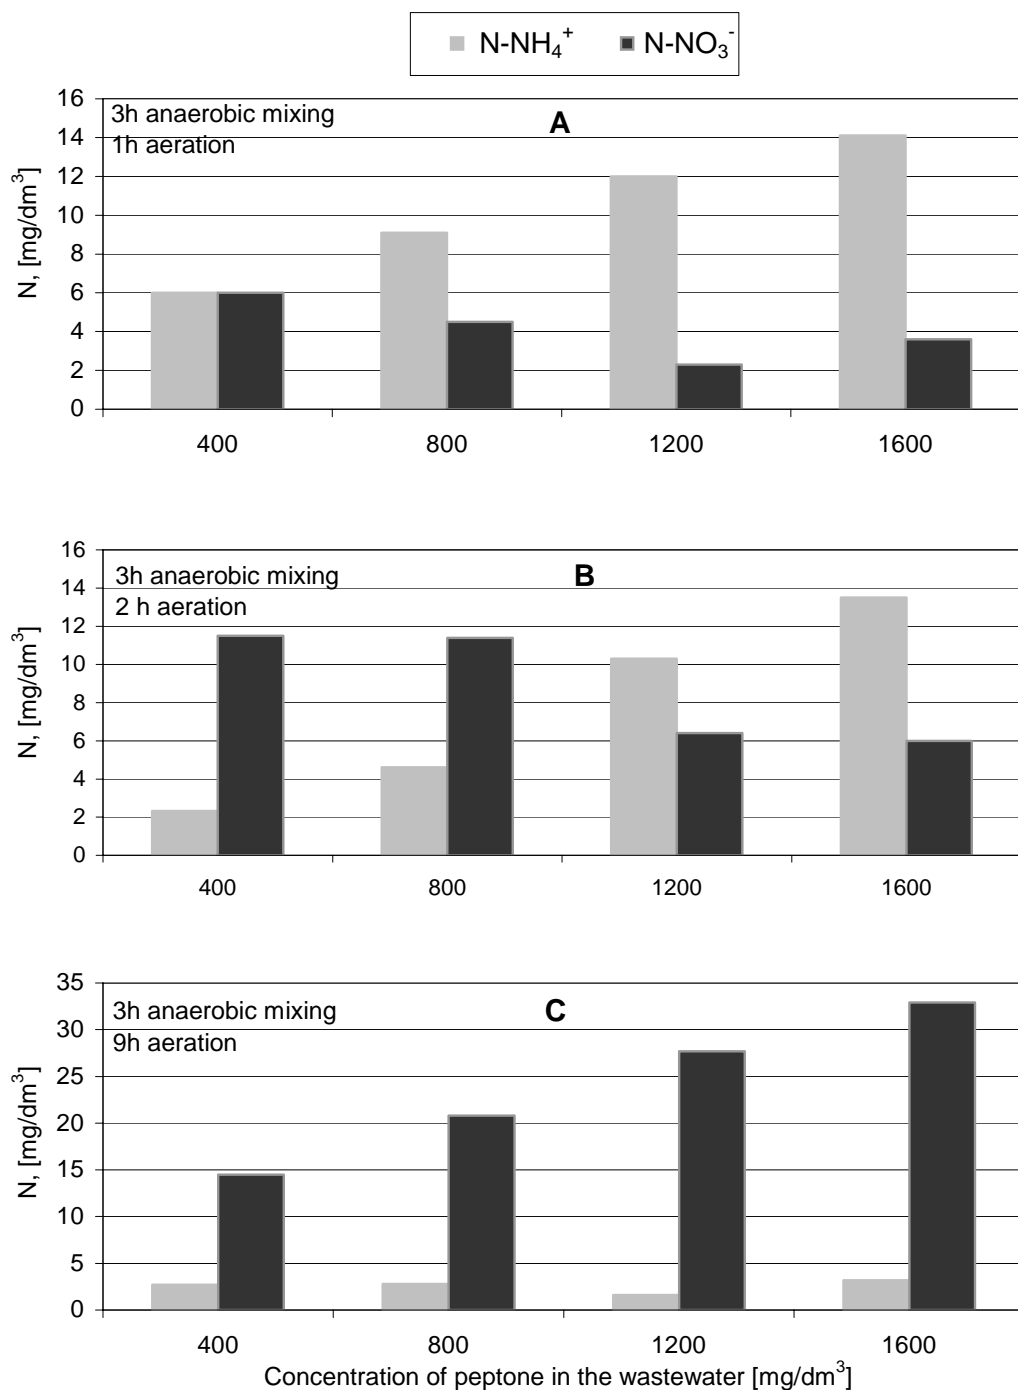 N-NH₄⁺ N-NO₃⁻
16
14
12
10
8
6
4
2
0
N, [mg/dm³]
3h anaerobic mixing
1h aeration
A
400 800 1200 1600
16
14
12
10
8
6
4
2
0
N, [mg/dm³]
3h anaerobic mixing
2 h aeration
B
400 800 1200 1600
35
30
25
20
15
10
5
0
N, [mg/dm³]
3h anaerobic mixing
9h aeration
C
400 800 1200 1600
Concentration of peptone in the wastewater [mg/dm³]